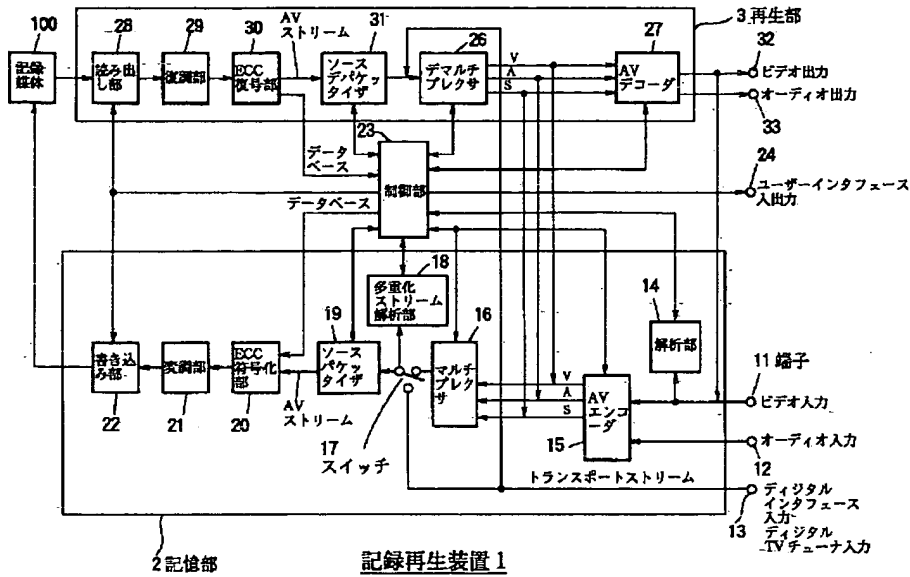 100
記録
媒体
28
読み出
し部
29
復調部
30
ECC
復号部
AV
ストリーム
31
ソース
デパケッ
タイザ
26
デマルチ
プレクサ
V
A
S
27
AV
デコーダ
3 再生部
32
ビデオ出力
オーディオ出力
33
23
制御部
データ
ベース
データベース
24
ユーザーインタフェース
入出力
18
多重化
ストリーム
解析部
14
解析部
19
ソース
パケッ
タイザ
16
マルチ
プレク
サ
V
A
S
AV
エン
コーダ
15
11 端子
ビデオ入力
オーディオ入力
12
書き込
み部
22
変調部
21
ECC
符号化
部
20
AV
ストリーム
17
スイッチ
トランスポートストリーム
13
ディジタル
インタフェース
入力
ディジタル
TVチューナ入力
2 記憶部
記録再生装置1